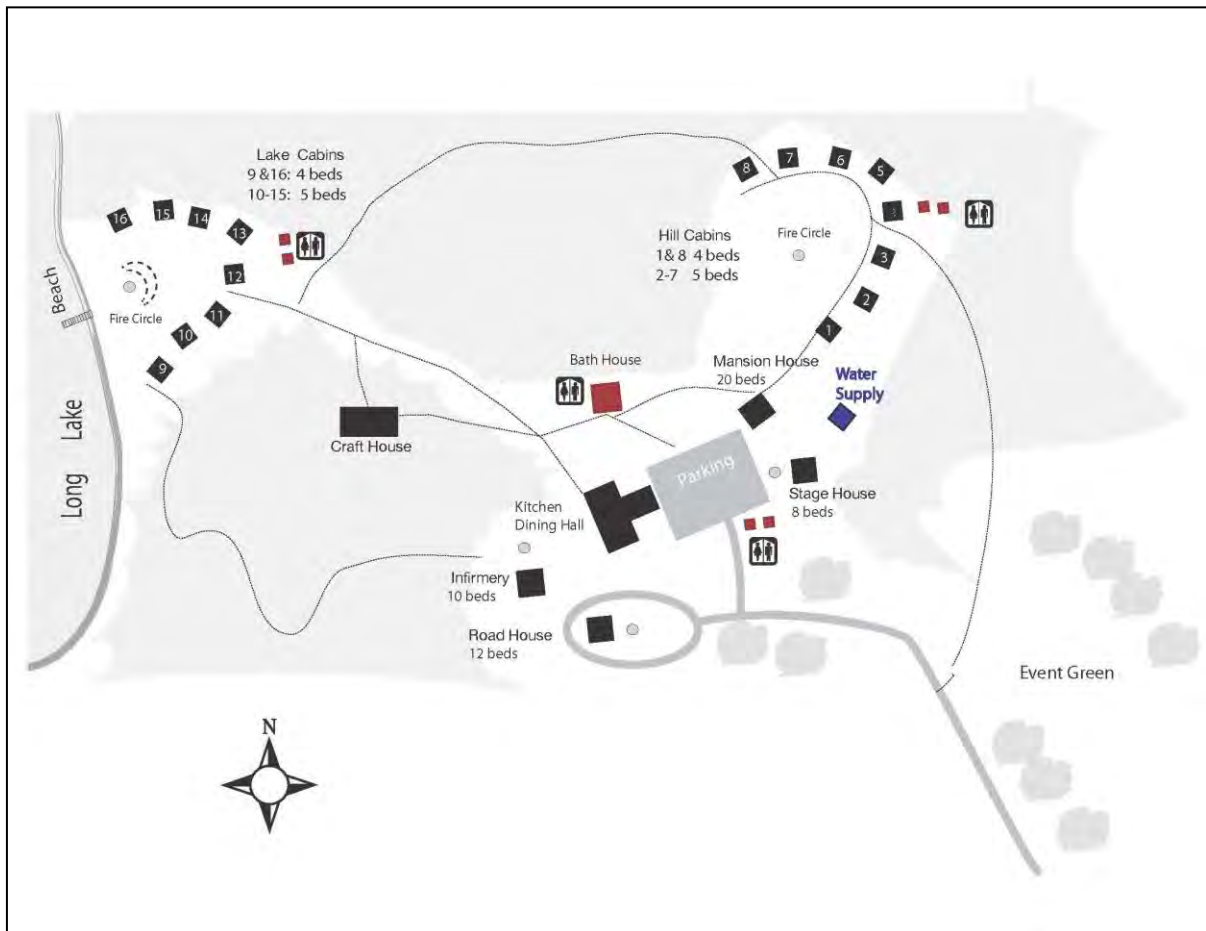 Lake Cabins
9 &16: 4 beds
10-15: 5 beds
16
15
14
13
12
11
10
9
Fire Circle
Beach
Long Lake
8
7
6
5
3
2
1
Hill Cabins
1& 8 4 beds
2-7 5 beds
Fire Circle
Bath House
Mansion House
20 beds
Water
Supply
Craft House
Parking
Stage House
8 beds
Kitchen
Dining Hall
Infirmery
10 beds
Road House
12 beds
Event Green
N